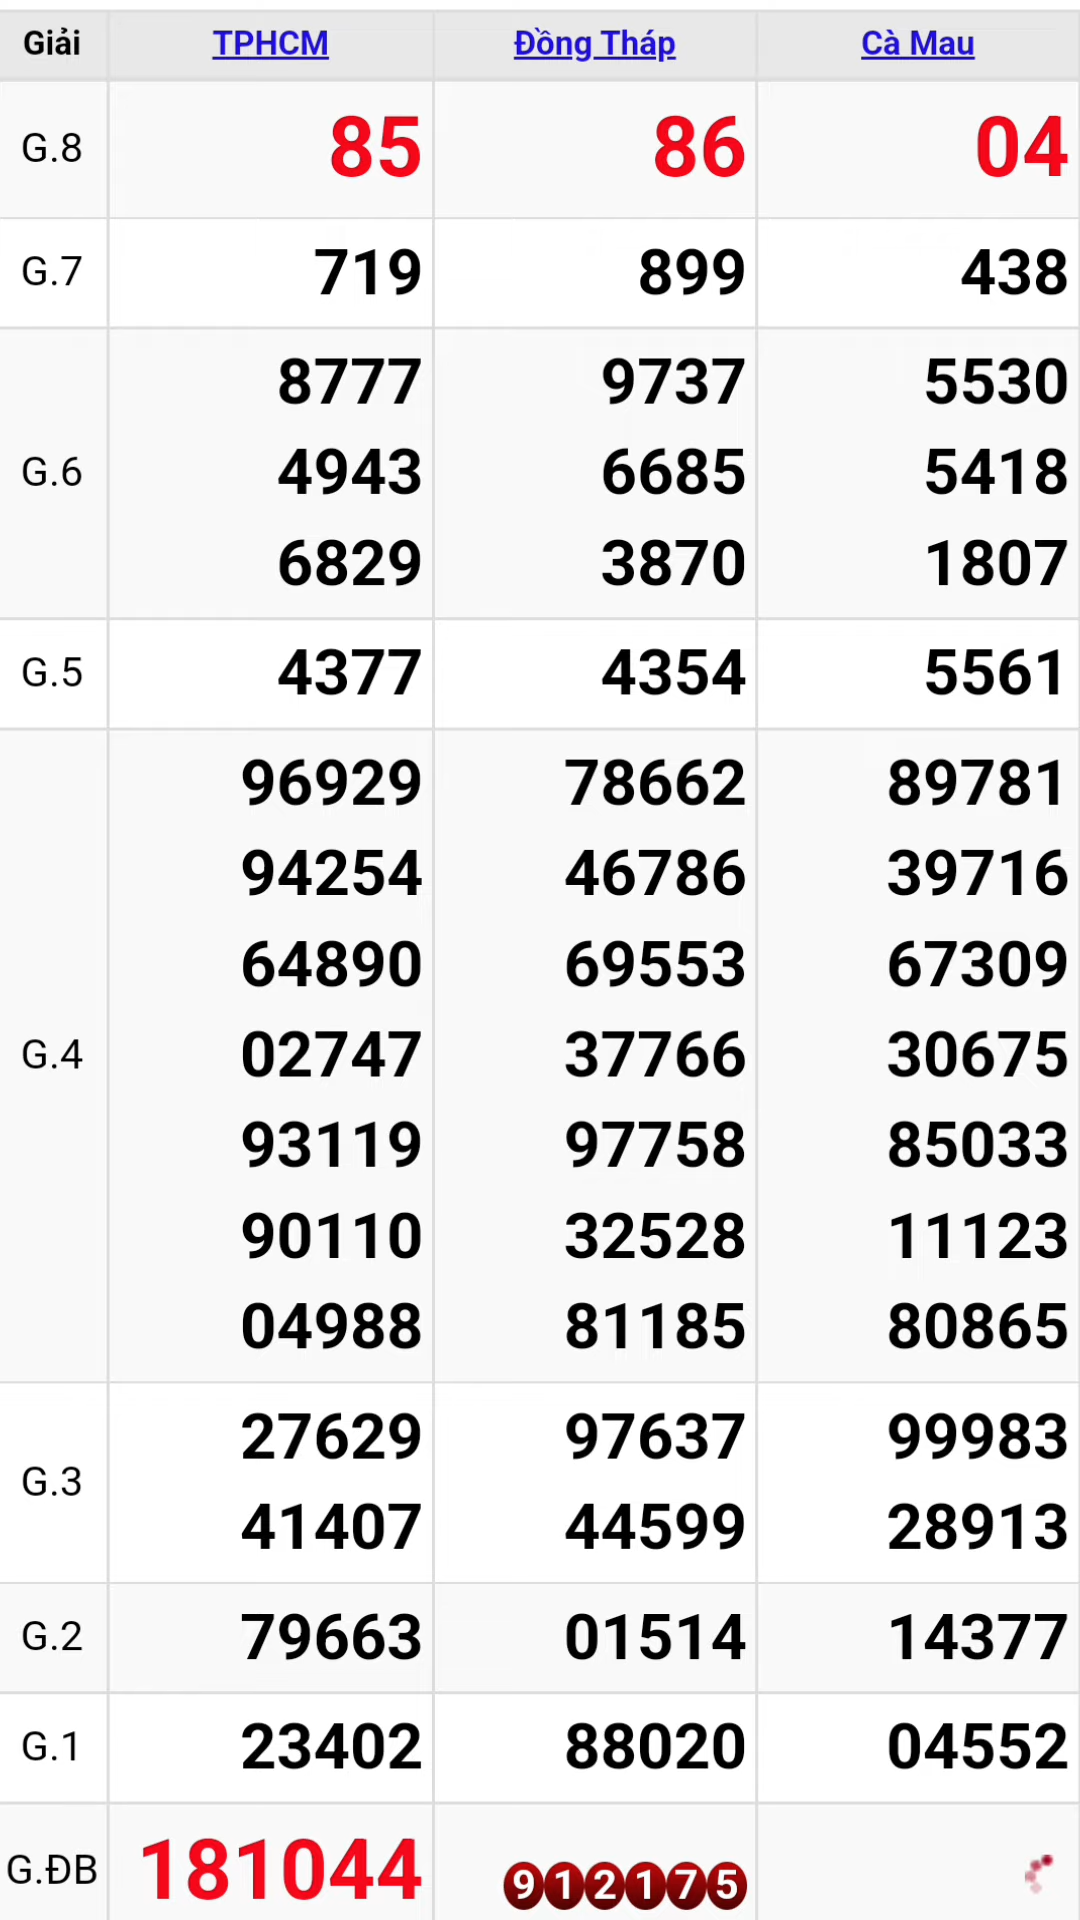 Giải TPHCM Đồng Tháp Cà Mau
G.8 85 86 04
G.7 719 899 438
8777 9737 5530
G.6 4943 6685 5418
6829 3870 1807
G.5 4377 4354 5561
96929 78662 89781
94254 46786 39716
64890 69553 67309
G.4 02747 37766 30675
93119 97758 85033
90110 32528 11123
04988 81185 80865
27629 97637 99983
G.3
41407 44599 28913
G.2 79663 01514 14377
G.1 23402 88020 04552
G.ĐB 181044 912175